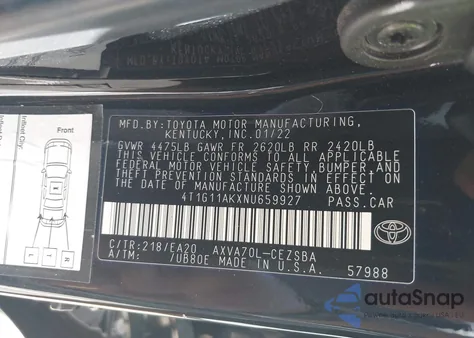 Front
MFD.BY:TOYOTA MOTOR MANUFACTURING,
KENTUCKY, INC. 01/22
GVWR 4475LB GAWR FR 2620LB RR 2420LB
THIS VEHICLE CONFORMS TO ALL APPLICABLE
FEDERAL MOTOR VEHICLE SAFETY, BUMPER, AND
THEFT PREVENTION STANDARDS IN EFFECT ON
THE DATE OF MANUFACTURE SHOWN ABOVE.
4T1G11AKXNU659927 PASS.CAR
C/TR:218/EA20 AXVA70L-CEZSBA
A/TM: /UB80E MADE IN U.S.A.
57988
TOYOTA
autoSnap